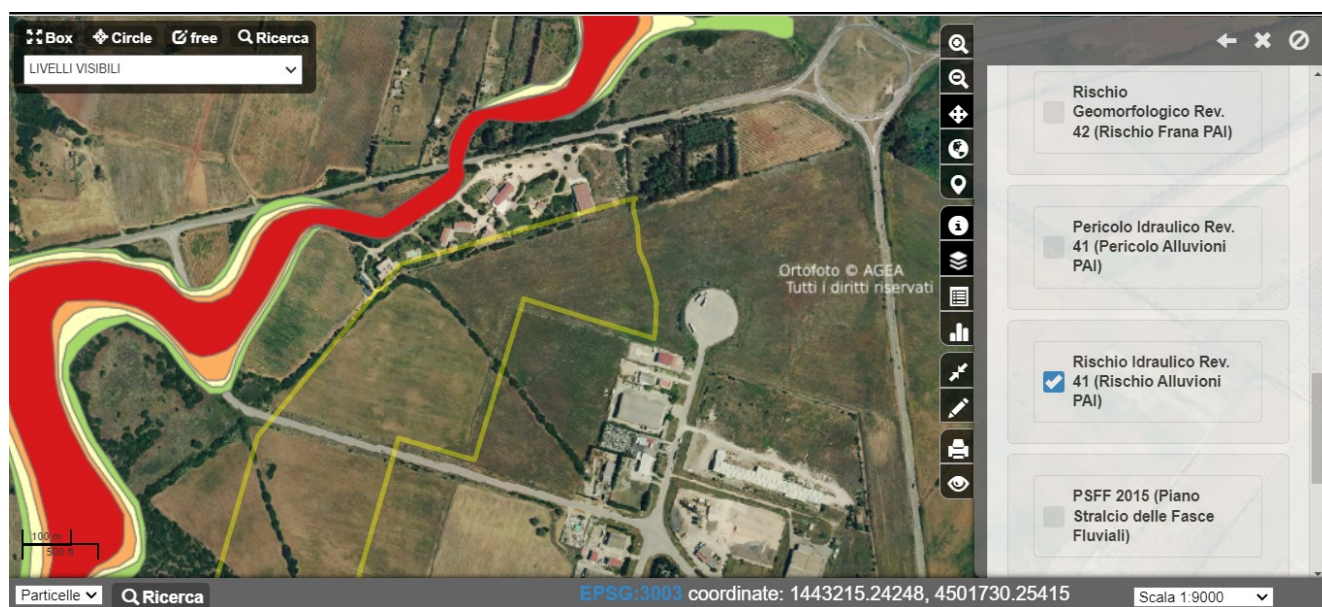 Box Circle free Ricerca
LIVELLI VISIBILI
Ortofoto © AGEA
Tutti i diritti riservati
100 m
500 ft
Rischio
Geomorfologico Rev.
42 (Rischio Frana PAI)
Pericolo Idraulico Rev.
41 (Pericolo Alluvioni
PAI)
Rischio Idraulico Rev.
41 (Rischio Alluvioni
PAI)
PSFF 2015 (Piano
Stralcio delle Fasce
Fluviali)
Particelle Ricerca EPSG:3003 coordinate: 1443215.24248, 4501730.25415 Scala 1:9000